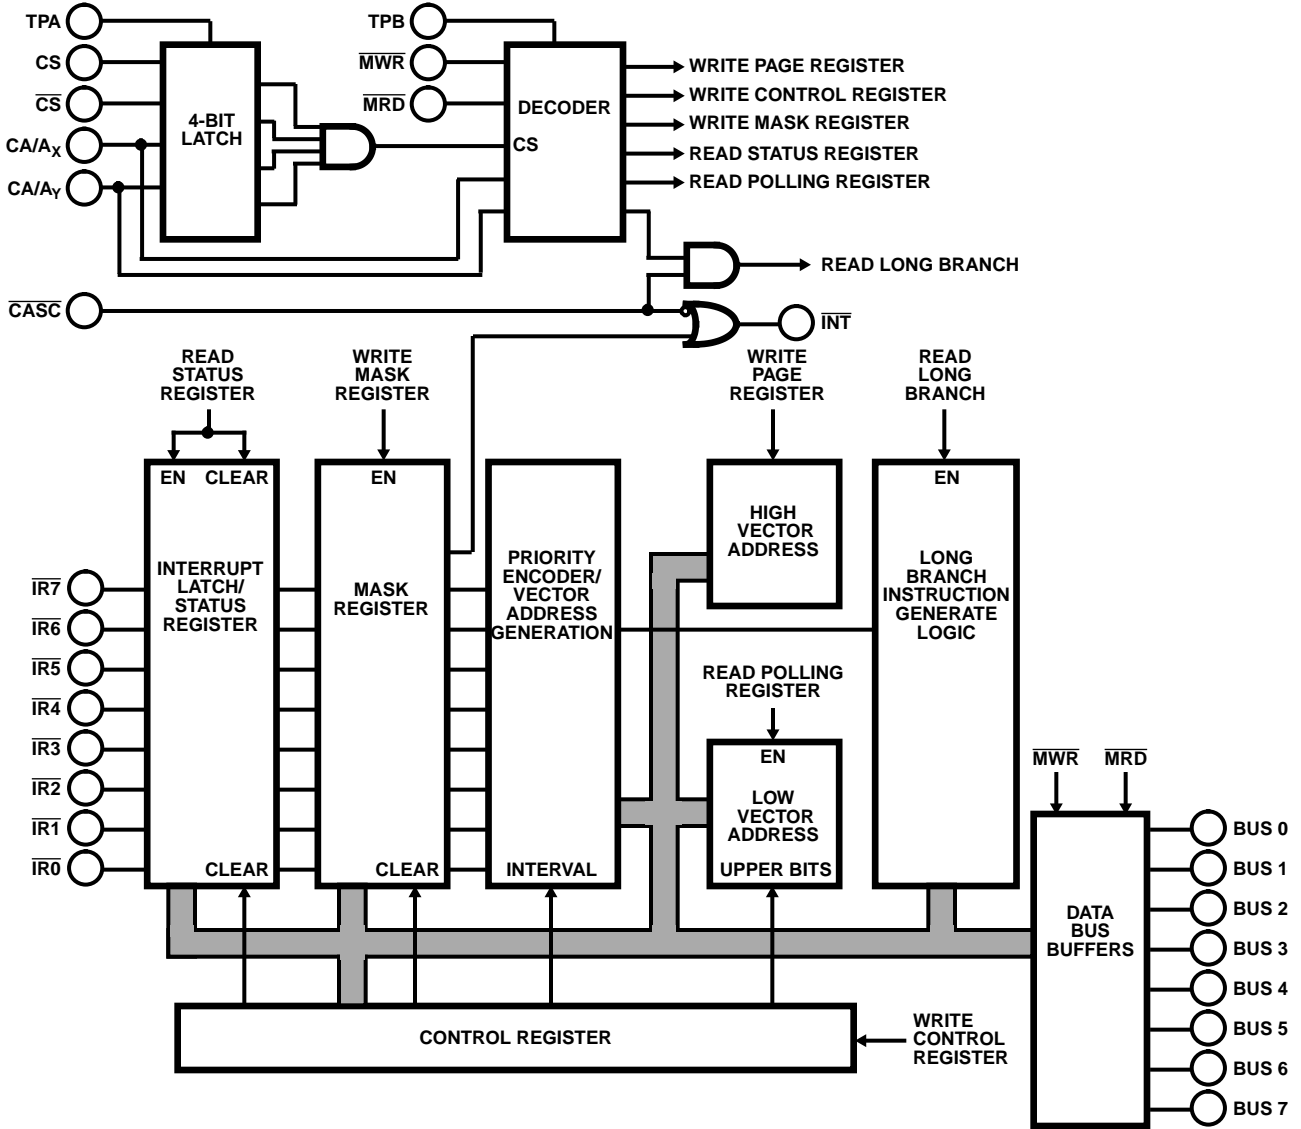 TPA
TPB
CS
MWR
CS
MRD
CA/AX
CA/AY
4-BIT
LATCH
DECODER
CS
WRITE PAGE REGISTER
WRITE CONTROL REGISTER
WRITE MASK REGISTER
READ STATUS REGISTER
READ POLLING REGISTER
READ LONG BRANCH
CASC
INT
READ
STATUS
REGISTER
WRITE
MASK
REGISTER
WRITE
PAGE
REGISTER
READ
LONG
BRANCH
EN CLEAR
INTERRUPT
LATCH/
STATUS
REGISTER
CLEAR
EN
MASK
REGISTER
CLEAR
PRIORITY
ENCODER/
VECTOR
ADDRESS
GENERATION
INTERVAL
HIGH
VECTOR
ADDRESS
READ POLLING
REGISTER
EN
LOW
VECTOR
ADDRESS
UPPER BITS
EN
LONG
BRANCH
INSTRUCTION
GENERATE
LOGIC
IR7
IR6
IR5
IR4
IR3
IR2
IR1
IR0
MWR
MRD
DATA
BUS
BUFFERS
BUS 0
BUS 1
BUS 2
BUS 3
BUS 4
BUS 5
BUS 6
BUS 7
CONTROL REGISTER
WRITE
CONTROL
REGISTER